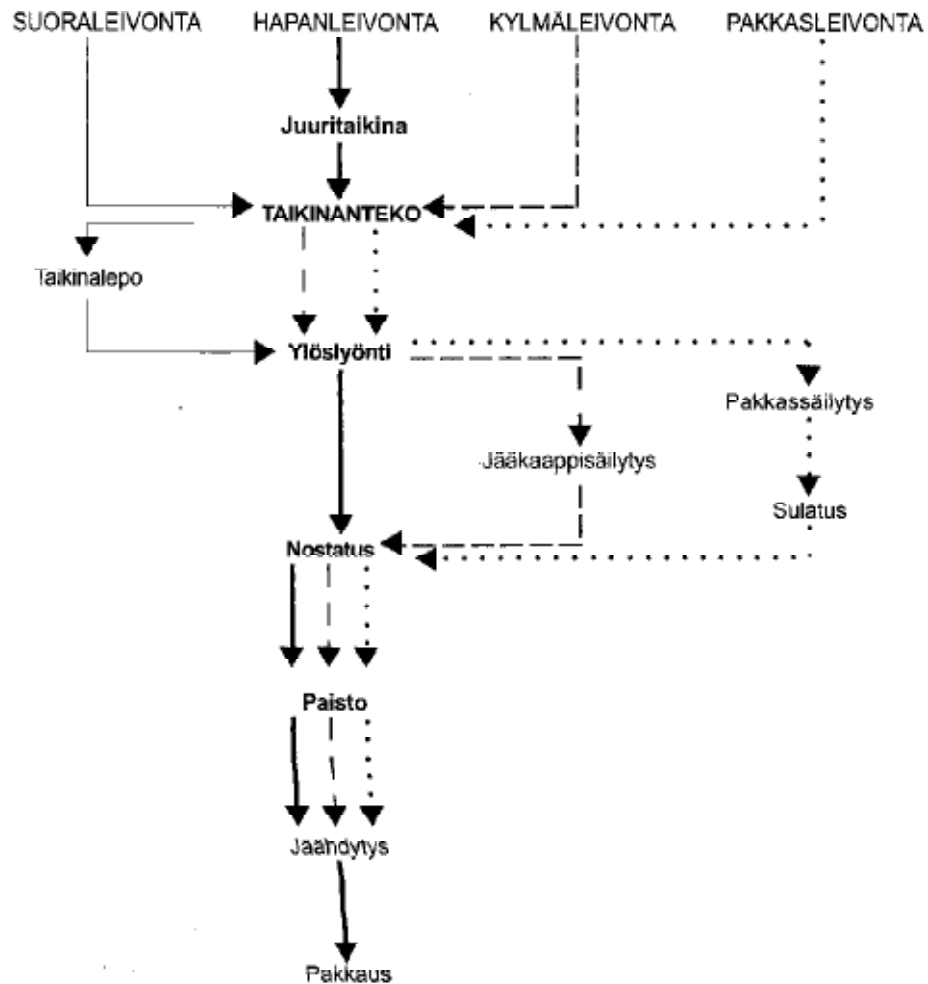 SUORALEIVONTA HAPANLEIVONTA KYLMÄLEIVONTA PAKKASLEIVONTA
Juuritaikina
TAIKINANTEKO
Taikinalepo
Ylöslyönti
Pakkassäilytys
Jääkaappisäilytys
Sulatus
Nostatus
Paisto
Jäähdytys
Pakkaus